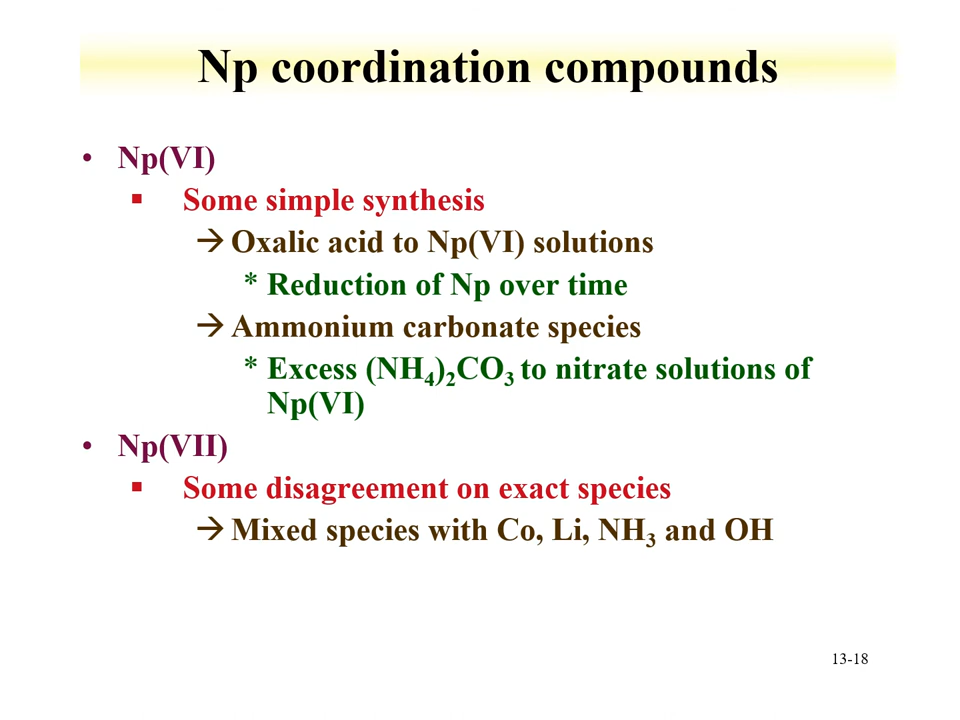 Np coordination compounds
• Np(VI)
▪ Some simple synthesis
→ Oxalic acid to Np(VI) solutions
* Reduction of Np over time
→ Ammonium carbonate species
* Excess (NH₄)₂CO₃ to nitrate solutions of
Np(VI)
• Np(VII)
▪ Some disagreement on exact species
→ Mixed species with Co, Li, NH₃ and OH
13-18